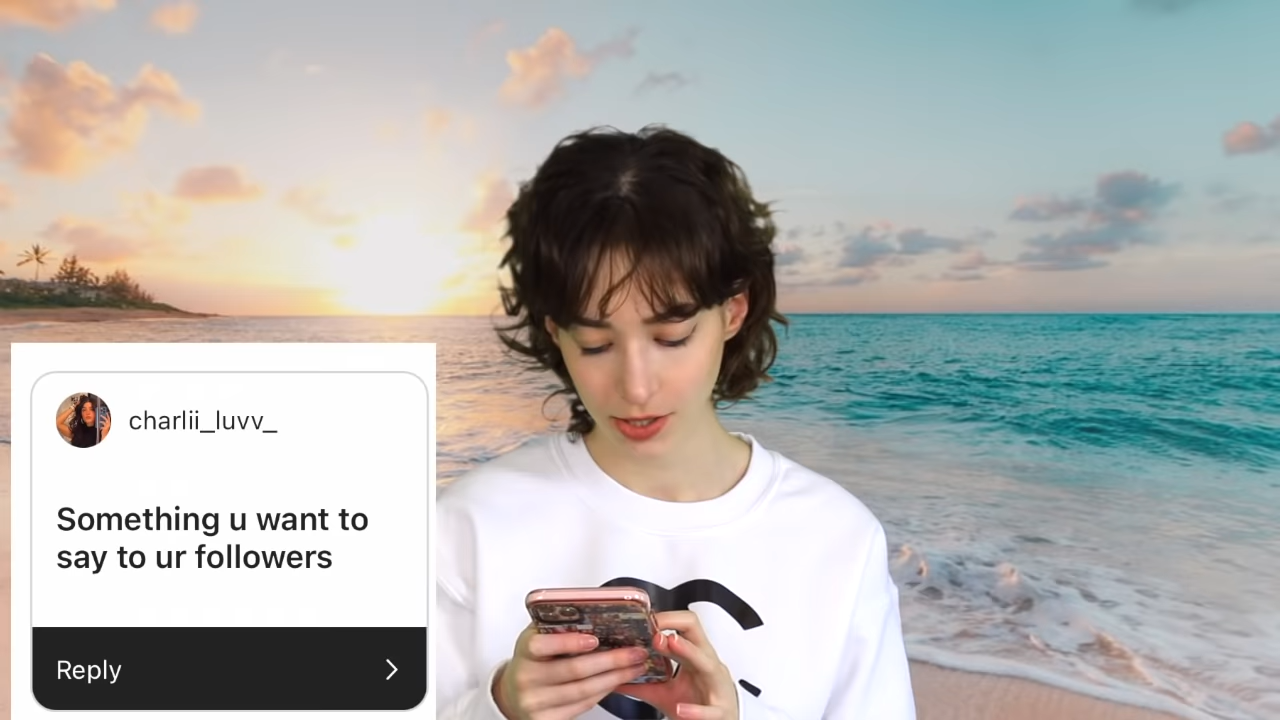 charlii_luvv_
Something u want to
say to ur followers
Reply